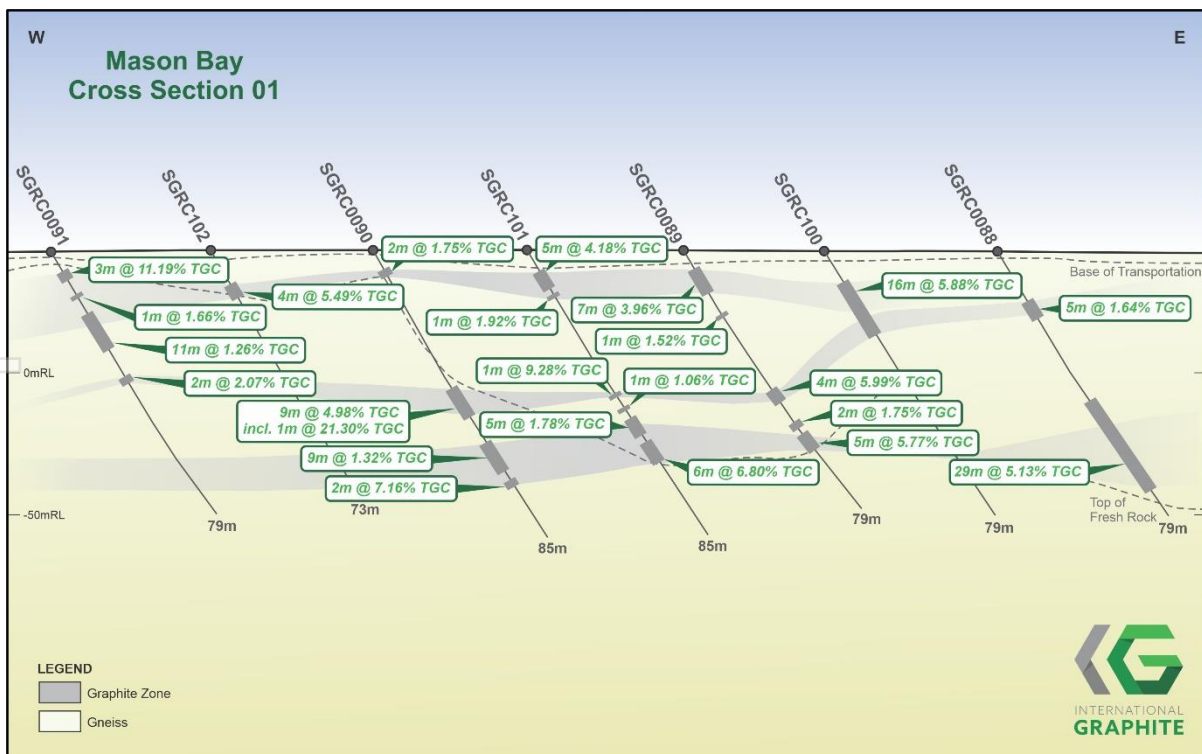 W
E
Mason Bay
Cross Section 01
SGRC0091
SGRC102
SGRC0090
SGRC101
SGRC0089
SGRC100
SGRC0088
2m @ 1.75% TGC
5m @ 4.18% TGC
3m @ 11.19% TGC
Base of Transportation
16m @ 5.88% TGC
4m @ 5.49% TGC
7m @ 3.96% TGC
5m @ 1.64% TGC
1m @ 1.66% TGC
1m @ 1.92% TGC
1m @ 1.52% TGC
11m @ 1.26% TGC
0mRL
1m @ 9.28% TGC
1m @ 1.06% TGC
2m @ 2.07% TGC
4m @ 5.99% TGC
9m @ 4.98% TGC
incl. 1m @ 21.30% TGC
2m @ 1.75% TGC
5m @ 1.78% TGC
5m @ 5.77% TGC
9m @ 1.32% TGC
6m @ 6.80% TGC
29m @ 5.13% TGC
2m @ 7.16% TGC
Top of
Fresh Rock
-50mRL
79m
73m
85m
85m
79m
79m
79m
LEGEND
Graphite Zone
Gneiss
INTERNATIONAL
GRAPHITE